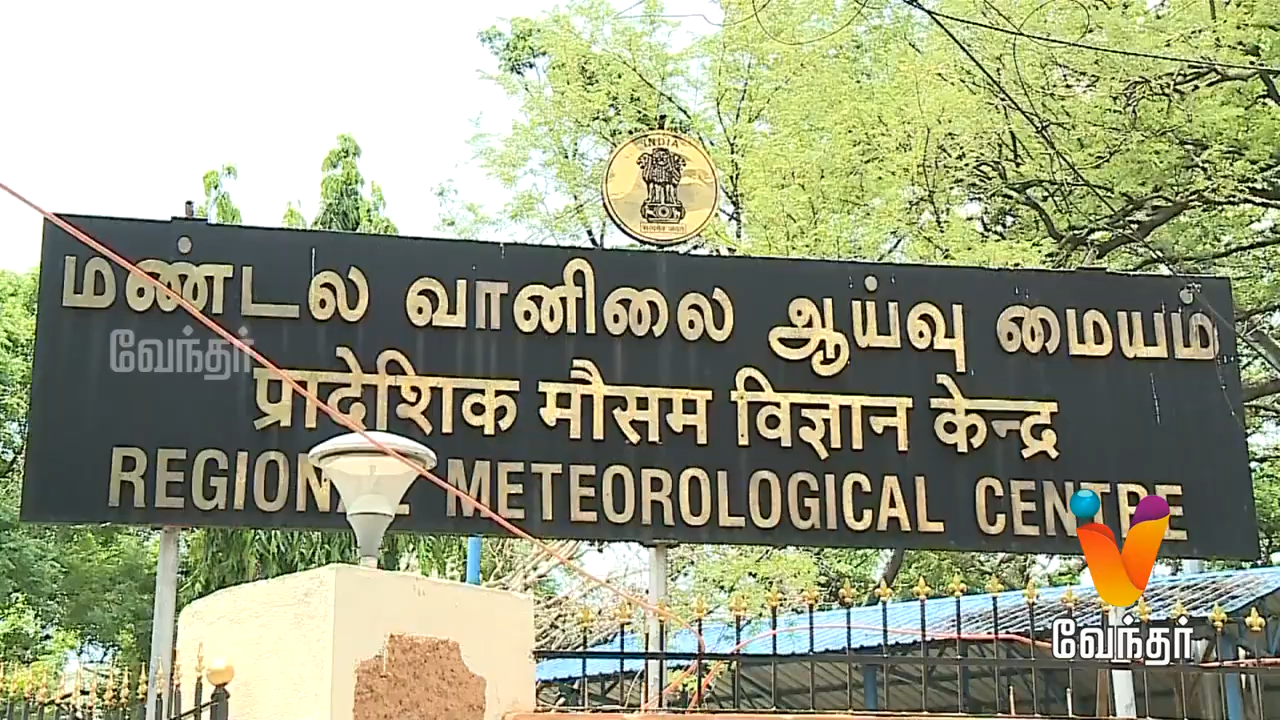 INDIA
மண்டல வானிலை ஆய்வு மையம்
வேந்தர்
प्रादेशिक मौसम विज्ञान केन्द्र
REGIONAL METEOROLOGICAL CENTRE
வேந்தர்